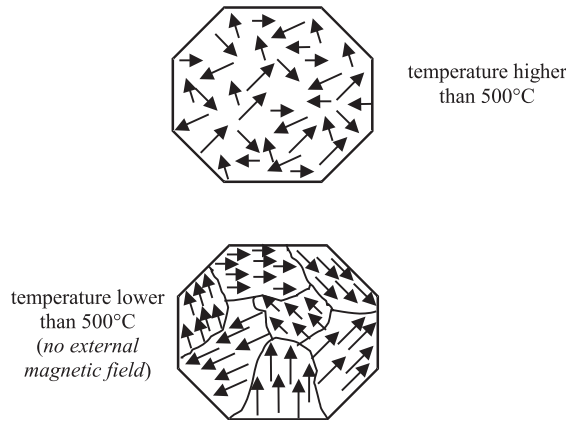 temperature higher
than 500°C
temperature lower
than 500°C
(no external
magnetic field)